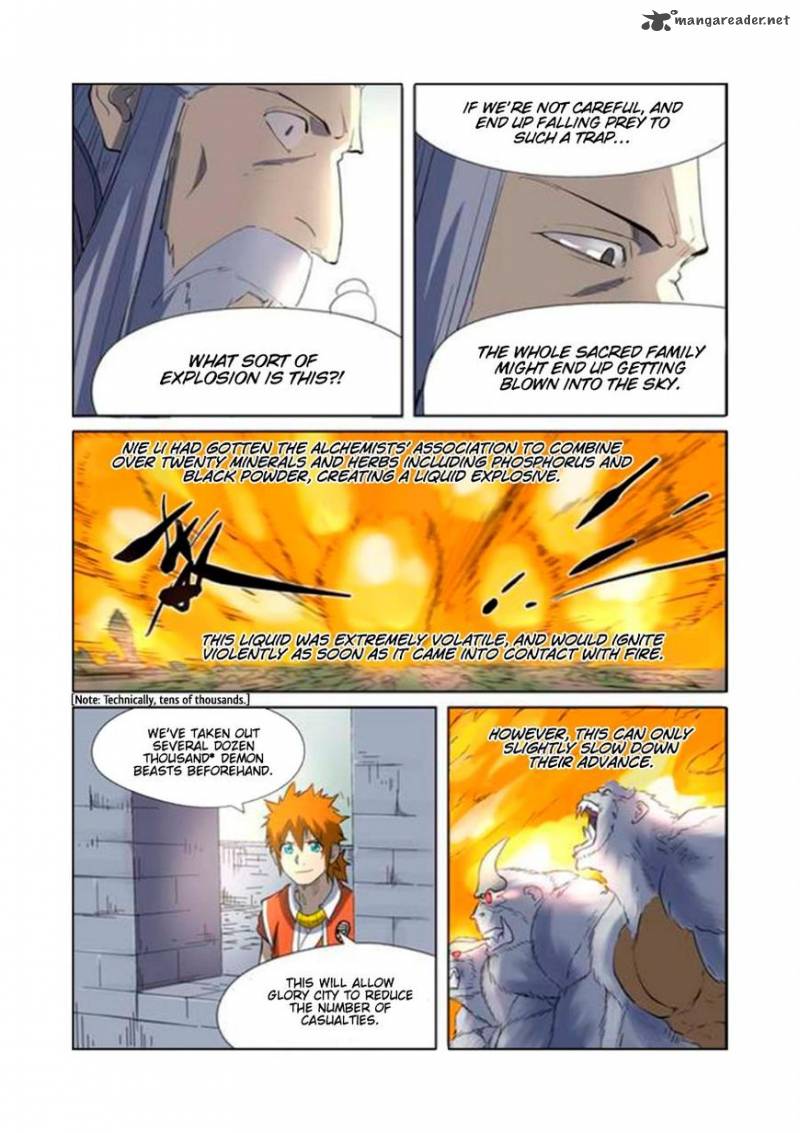 mangareader.net
WHAT SORT OF
EXPLOSION IS THIS?!
IF WE'RE NOT CAREFUL, AND
END UP FALLING PREY TO
SUCH A TRAP...
THE WHOLE SACRED FAMILY
MIGHT END UP GETTING
BLOWN INTO THE SKY.
NIE LI HAD GOTTEN THE ALCHEMISTS' ASSOCIATION TO COMBINE
OVER TWENTY MINERALS AND HERBS INCLUDING PHOSPHORUS AND
BLACK POWDER, CREATING A LIQUID EXPLOSIVE.
THIS LIQUID WAS EXTREMELY VOLATILE, AND WOULD IGNITE
VIOLENTLY AS SOON AS IT CAME INTO CONTACT WITH FIRE.
[Note: Technically, tens of thousands.]
WE'VE TAKEN OUT
SEVERAL DOZEN
THOUSAND* DEMON
BEASTS BEFOREHAND.
THIS WILL ALLOW
GLORY CITY TO REDUCE
THE NUMBER OF
CASUALTIES.
HOWEVER, THIS CAN ONLY
SLIGHTLY SLOW DOWN
THEIR ADVANCE.